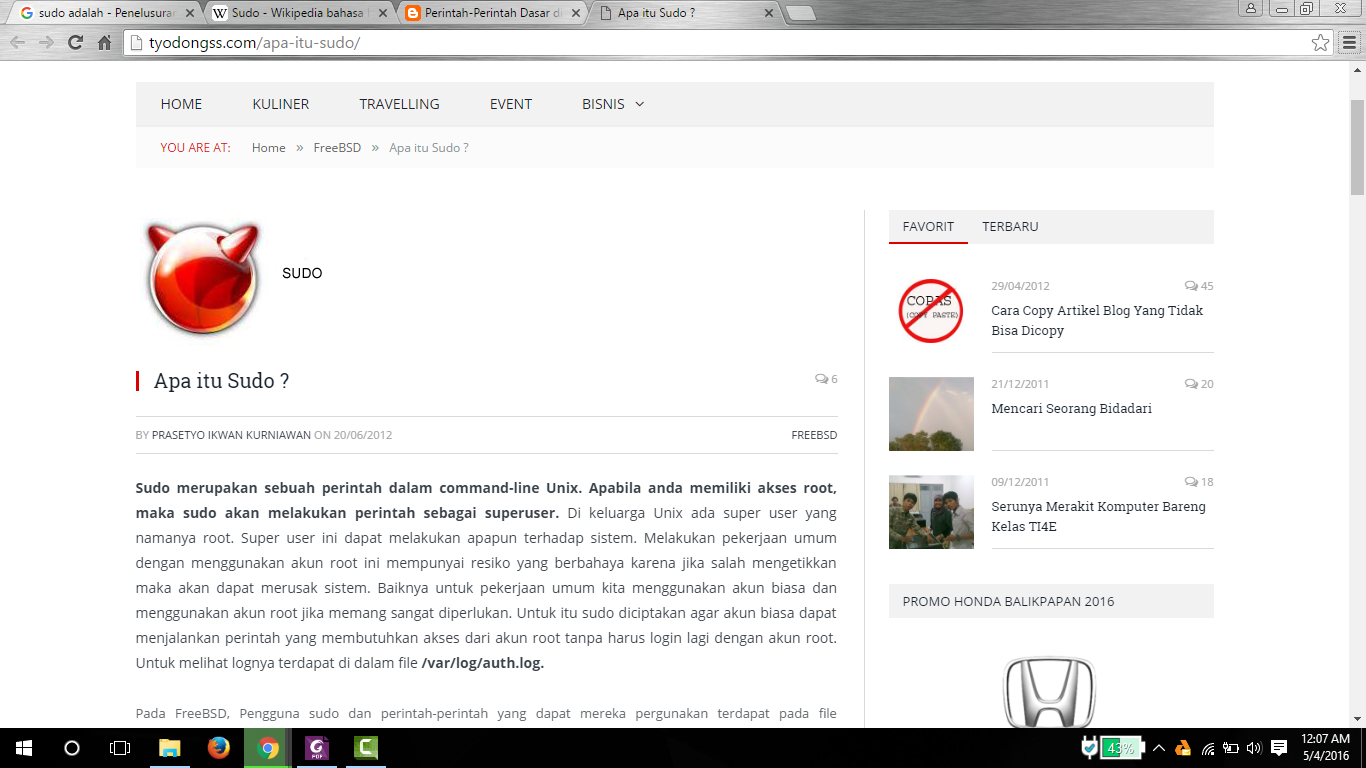 sudo adalah - Penelusuran
Sudo - Wikipedia bahasa
Perintah-Perintah Dasar di
Apa itu Sudo ?
tyodongss.com/apa-itu-sudo/
HOME KULINER TRAVELLING EVENT BISNIS
YOU ARE AT: Home » FreeBSD » Apa itu Sudo ?
SUDO
Apa itu Sudo ?
6
BY PRASETYO IKWAN KURNIAWAN ON 20/06/2012
FREEBSD
Sudo merupakan sebuah perintah dalam command-line Unix. Apabila anda memiliki akses root,
maka sudo akan melakukan perintah sebagai superuser. Di keluarga Unix ada super user yang
namanya root. Super user ini dapat melakukan apapun terhadap sistem. Melakukan pekerjaan umum
dengan menggunakan akun root ini mempunyai resiko yang berbahaya karena jika salah mengetikkan
maka akan dapat merusak sistem. Baiknya untuk pekerjaan umum kita menggunakan akun biasa dan
menggunakan akun root jika memang sangat diperlukan. Untuk itu sudo diciptakan agar akun biasa dapat
menjalankan perintah yang membutuhkan akses dari akun root tanpa harus login lagi dengan akun root.
Untuk melihat lognya terdapat di dalam file /var/log/auth.log.
Pada FreeBSD, Pengguna sudo dan perintah-perintah yang dapat mereka pergunakan terdapat pada file
FAVORIT TERBARU
COPAS
(COPY PASTE)
29/04/2012 45
Cara Copy Artikel Blog Yang Tidak
Bisa Dicopy
21/12/2011 20
Mencari Seorang Bidadari
09/12/2011 18
Serunya Merakit Komputer Bareng
Kelas TI4E
PROMO HONDA BALIKPAPAN 2016
PDF
43%
12:07 AM
5/4/2016